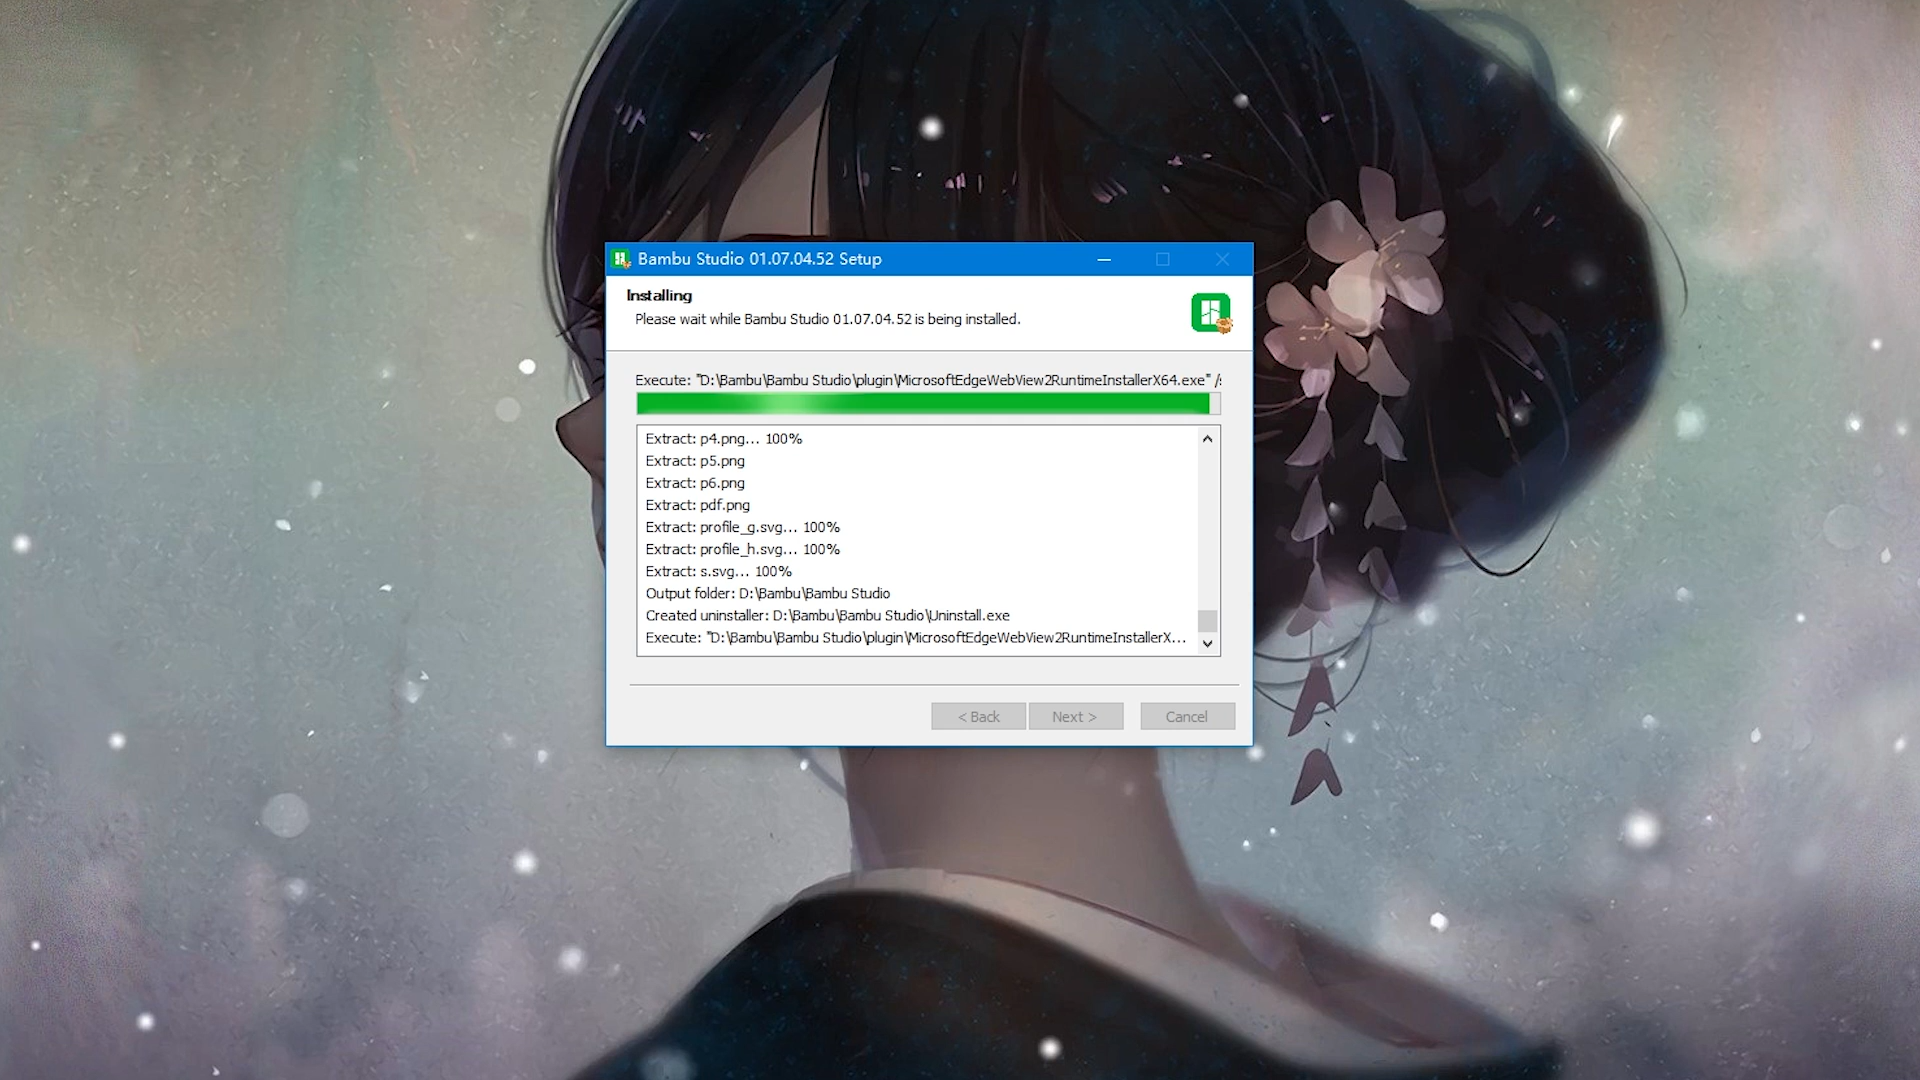 Bambu Studio 01.07.04.52 Setup
Installing
Please wait while Bambu Studio 01.07.04.52 is being installed.
Execute: "D:\Bambu\Bambu Studio\plugin\MicrosoftEdgeWebView2RuntimeInstallerX64.exe" /
Extract: p4.png... 100%
Extract: p5.png
Extract: p6.png
Extract: pdf.png
Extract: profile_g.svg... 100%
Extract: profile_h.svg... 100%
Extract: s.svg... 100%
Output folder: D:\Bambu\Bambu Studio
Created uninstaller: D:\Bambu\Bambu Studio\Uninstall.exe
Execute: "D:\Bambu\Bambu Studio\plugin\MicrosoftEdgeWebView2RuntimeInstallerX...
< Back Next > Cancel